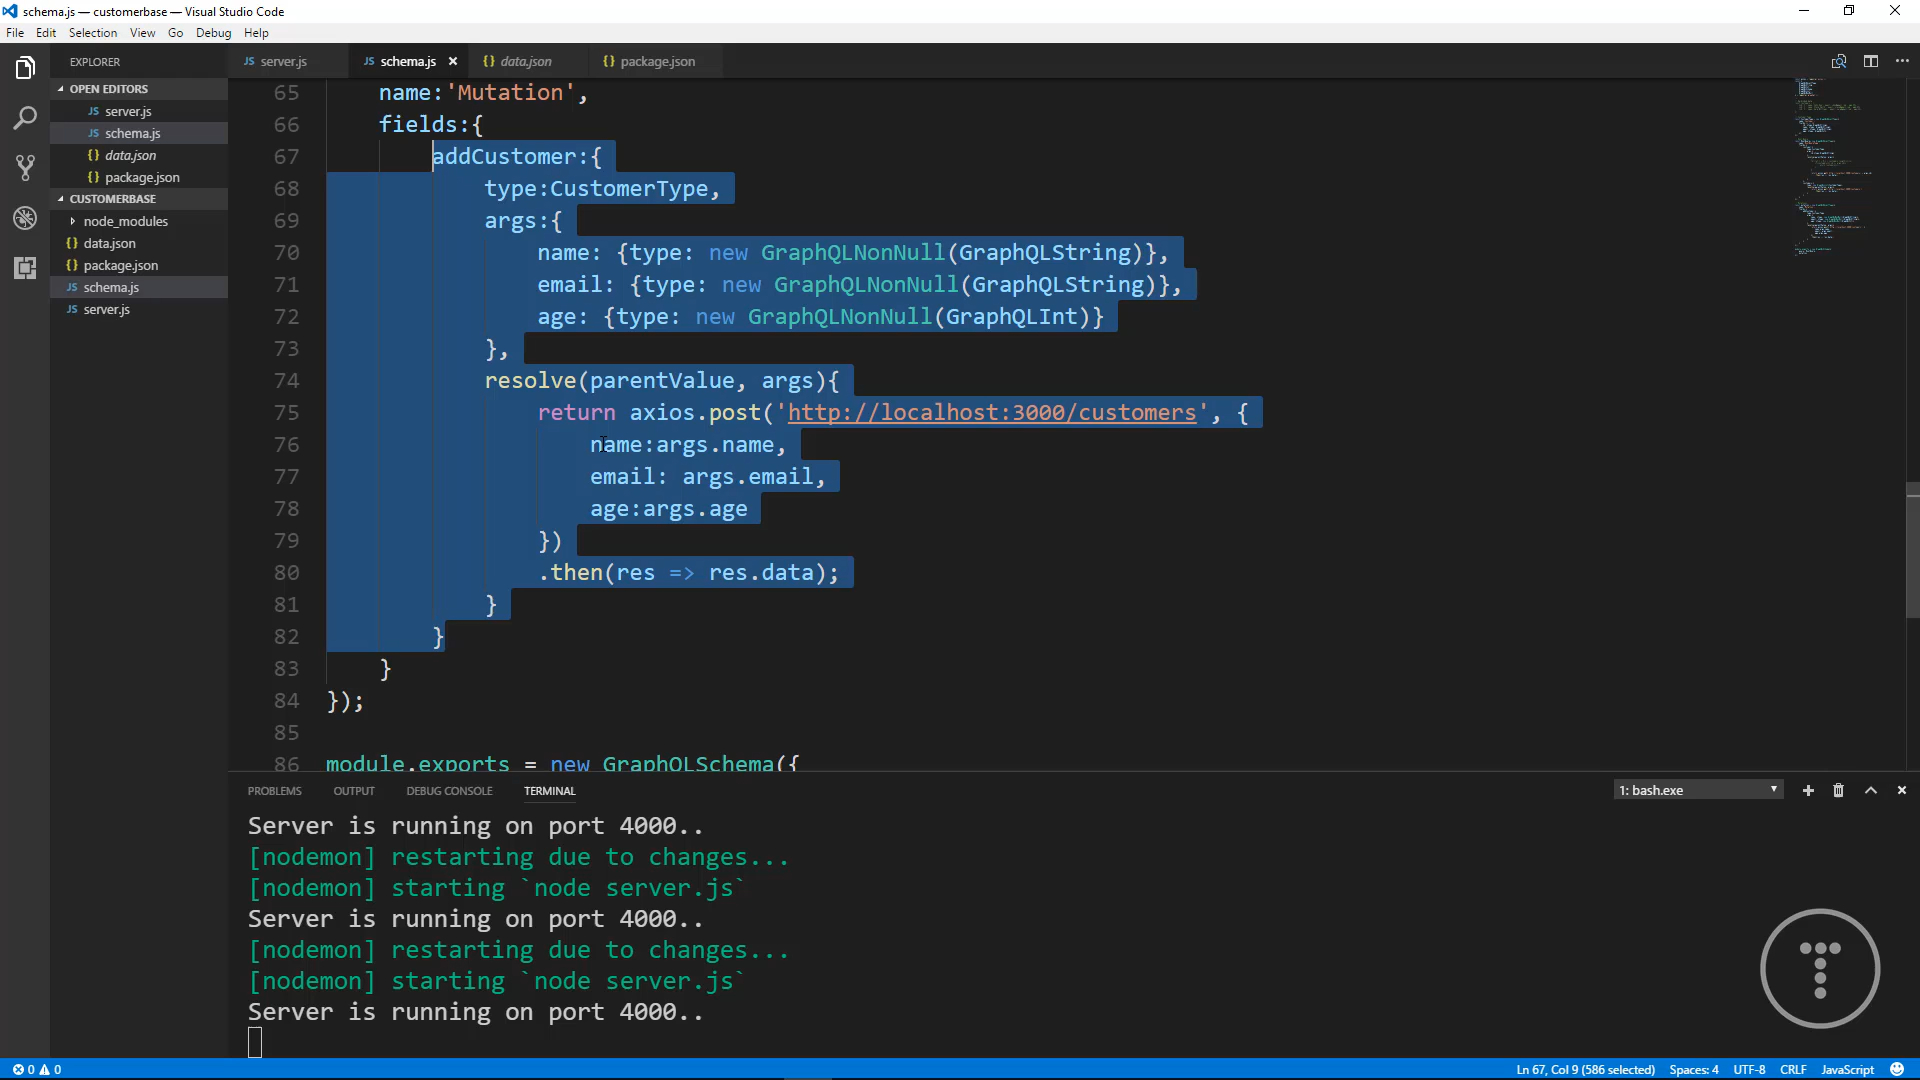 schema.js — customerbase — Visual Studio Code
File Edit Selection View Go Debug Help
EXPLORER
OPEN EDITORS
JS server.js
JS schema.js
{} data.json
{} package.json
CUSTOMERBASE
node_modules
{} data.json
{} package.json
JS schema.js
JS server.js
JS server.js JS schema.js {} data.json {} package.json
65 name:'Mutation',
66 fields:{
67 addCustomer:{
68 type:CustomerType,
69 args:{
70 name: {type: new GraphQLNonNull(GraphQLString)},
71 email: {type: new GraphQLNonNull(GraphQLString)},
72 age: {type: new GraphQLNonNull(GraphQLInt)}
73 },
74 resolve(parentValue, args){
75 return axios.post('http://localhost:3000/customers', {
76 name:args.name,
77 email: args.email,
78 age:args.age
79 })
80 .then(res => res.data);
81 }
82 }
83 }
84 });
85
86 module.exports = new GraphQLSchema({
PROBLEMS OUTPUT DEBUG CONSOLE TERMINAL 1: bash.exe
Server is running on port 4000..
[nodemon] restarting due to changes...
[nodemon] starting `node server.js`
Server is running on port 4000..
[nodemon] restarting due to changes...
[nodemon] starting `node server.js`
Server is running on port 4000..
0 0 Ln 67, Col 9 (586 selected) Spaces: 4 UTF-8 CRLF JavaScript